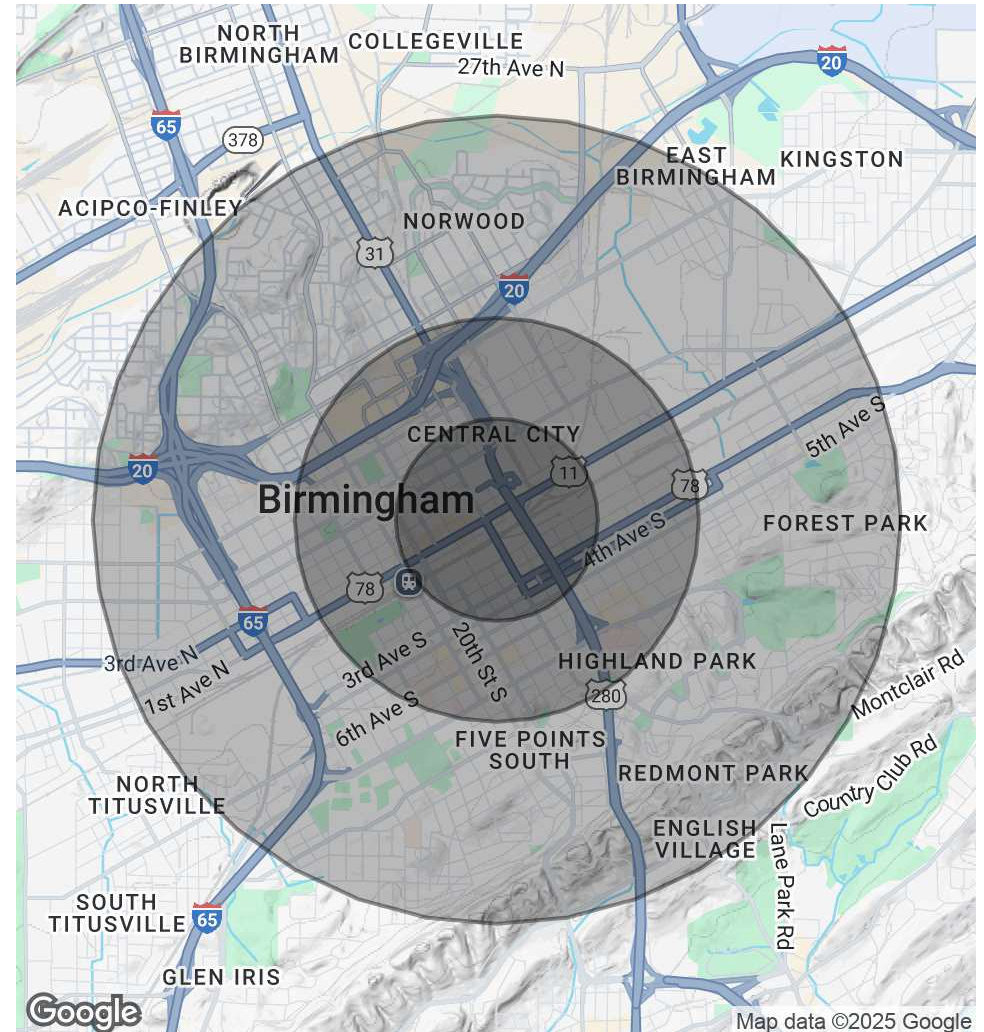 NORTH
BIRMINGHAM
COLLEGEVILLE
27th Ave N
20
65
378
EAST
BIRMINGHAM
KINGSTON
ACIPCO-FINLEY
NORWOOD
31
20
CENTRAL CITY
5th Ave S
20
11
78
Birmingham
FOREST PARK
4th Ave S
78
65
3rd Ave N
1st Ave N
3rd Ave S
20th St S
HIGHLAND PARK
280
Montclair Rd
6th Ave S
FIVE POINTS
SOUTH
REDMONT PARK
Country Club Rd
NORTH
TITUSVILLE
ENGLISH
VILLAGE
Lane Park Rd
SOUTH
TITUSVILLE
65
GLEN IRIS
Google
Map data ©2025 Google